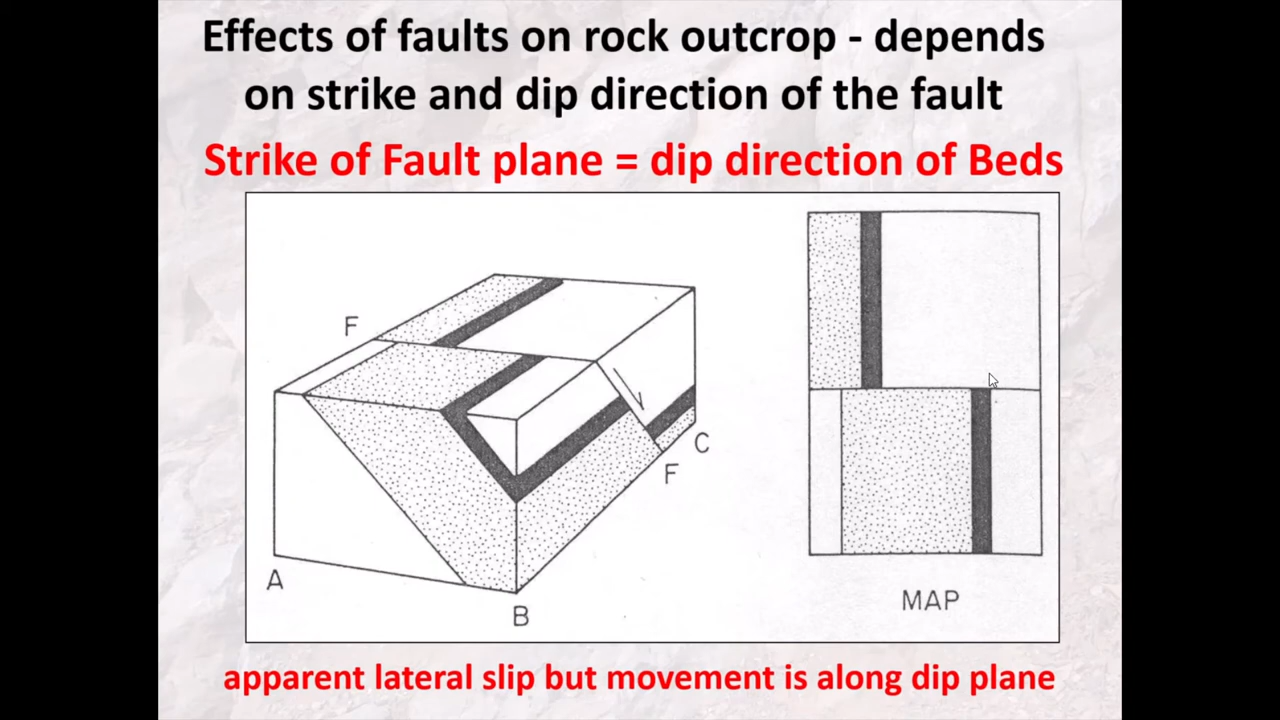 Effects of faults on rock outcrop - depends
on strike and dip direction of the fault
Strike of Fault plane = dip direction of Beds
F
C
F
A
B
MAP
apparent lateral slip but movement is along dip plane